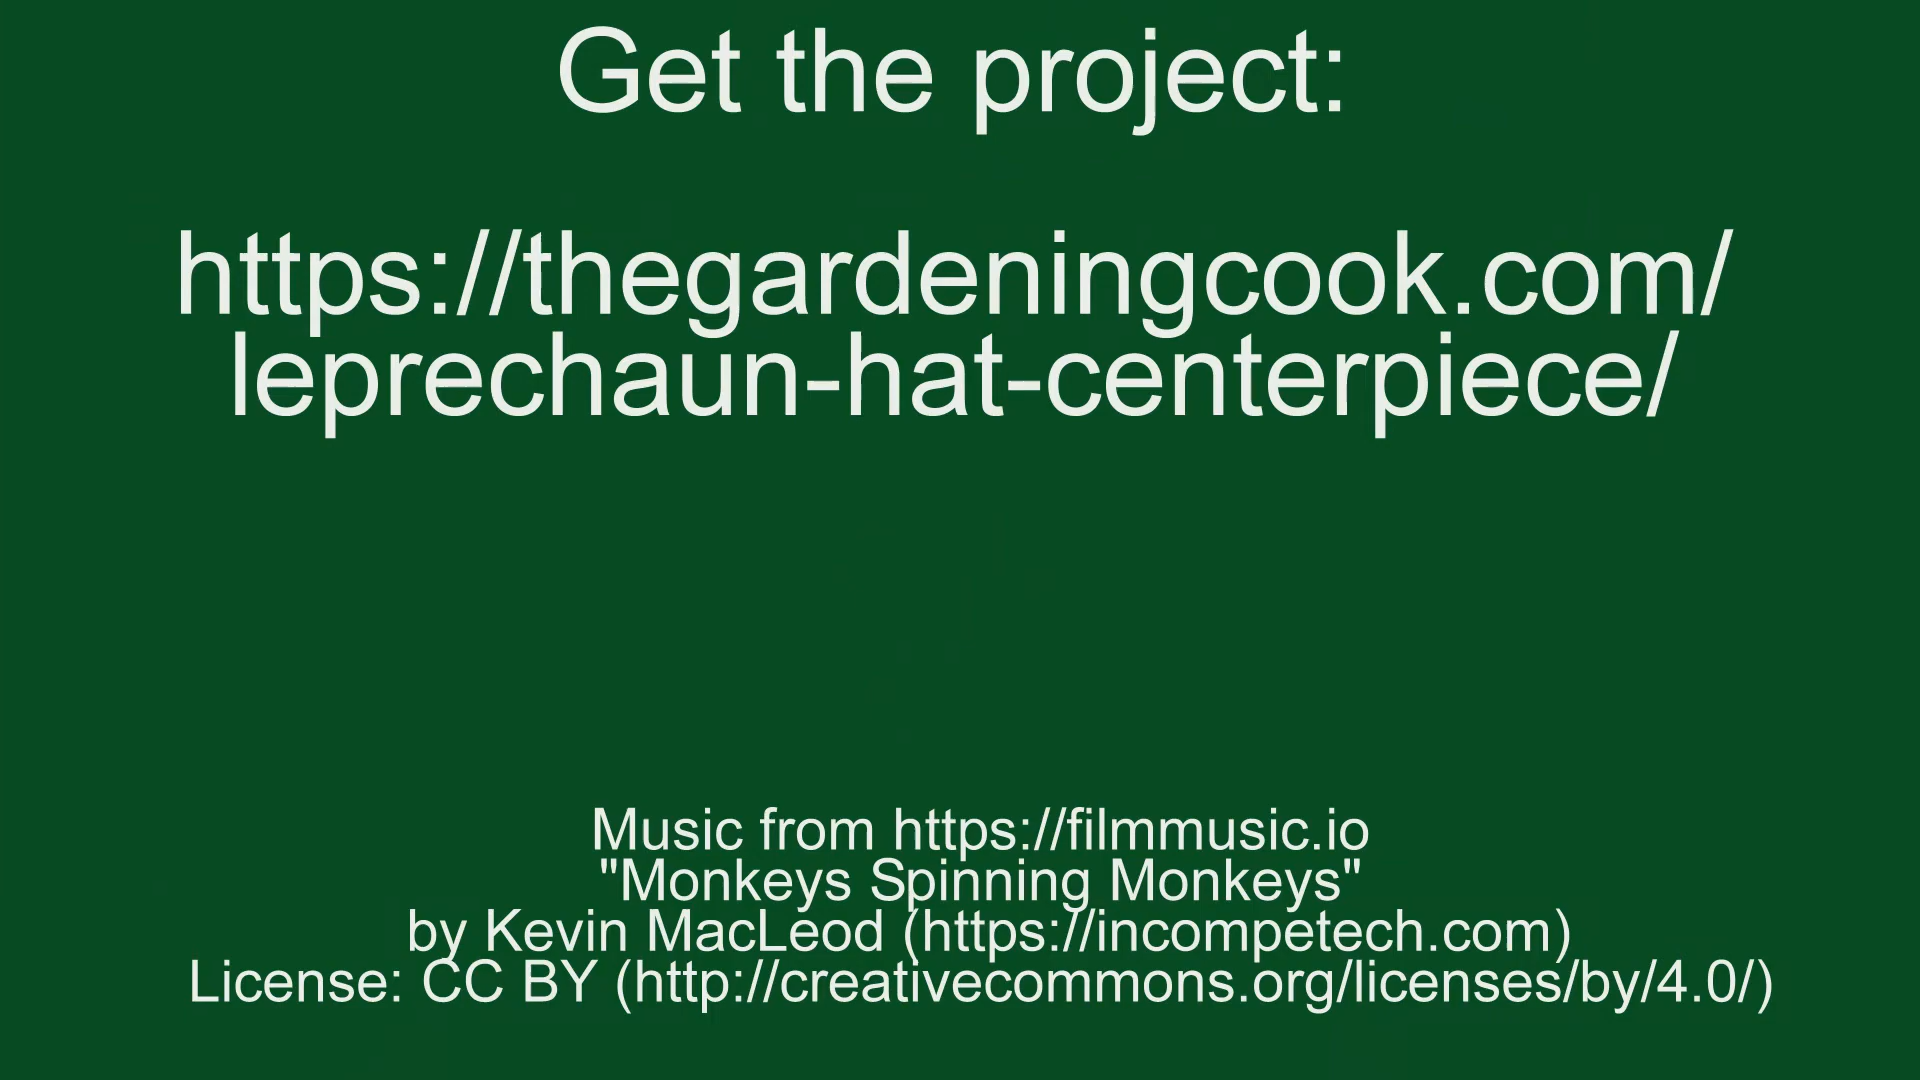 Get the project:
https://thegardeningcook.com/
leprechaun-hat-centerpiece/
Music from https://filmmusic.io
"Monkeys Spinning Monkeys"
by Kevin MacLeod (https://incompetech.com)
License: CC BY (http://creativecommons.org/licenses/by/4.0/)